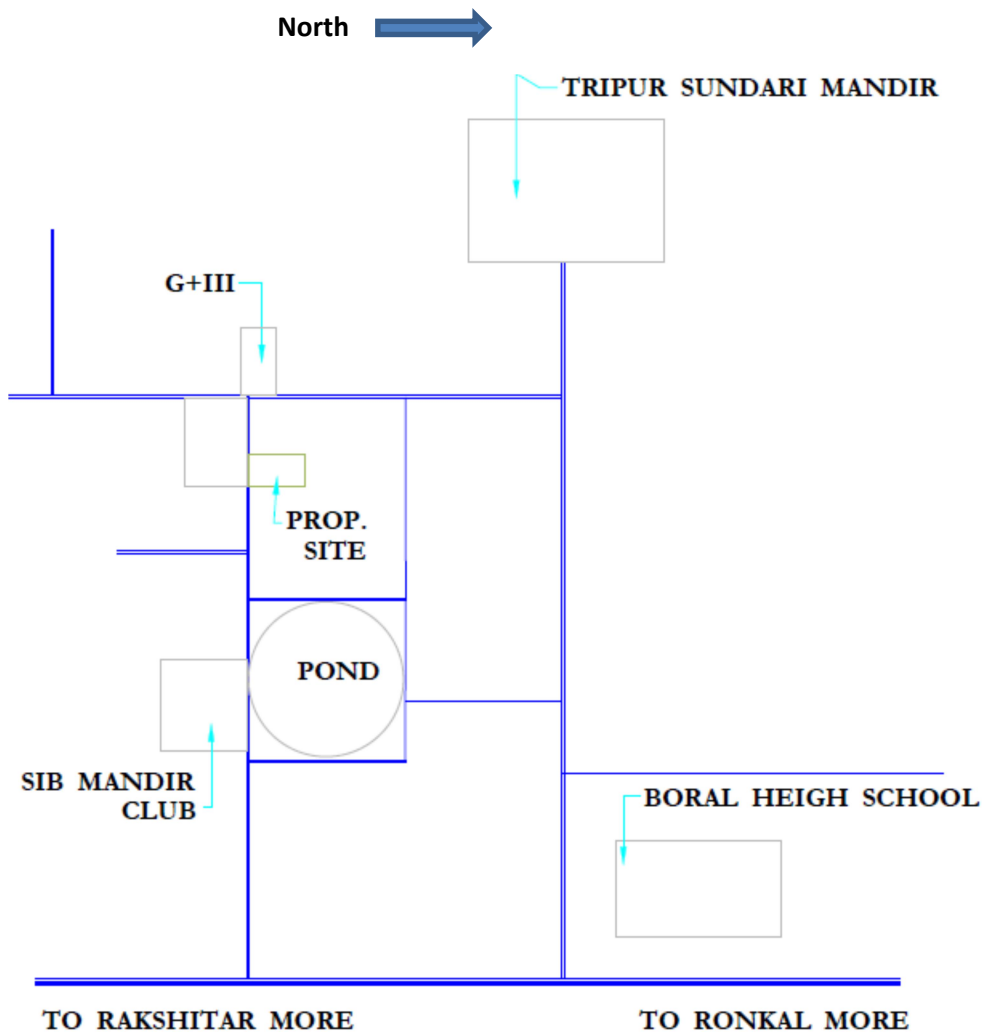 North
TRIPUR SUNDARI MANDIR
G+III
PROP.
SITE
POND
SIB MANDIR
CLUB
BORAL HEIGH SCHOOL
TO RAKSHITAR MORE
TO RONKAL MORE